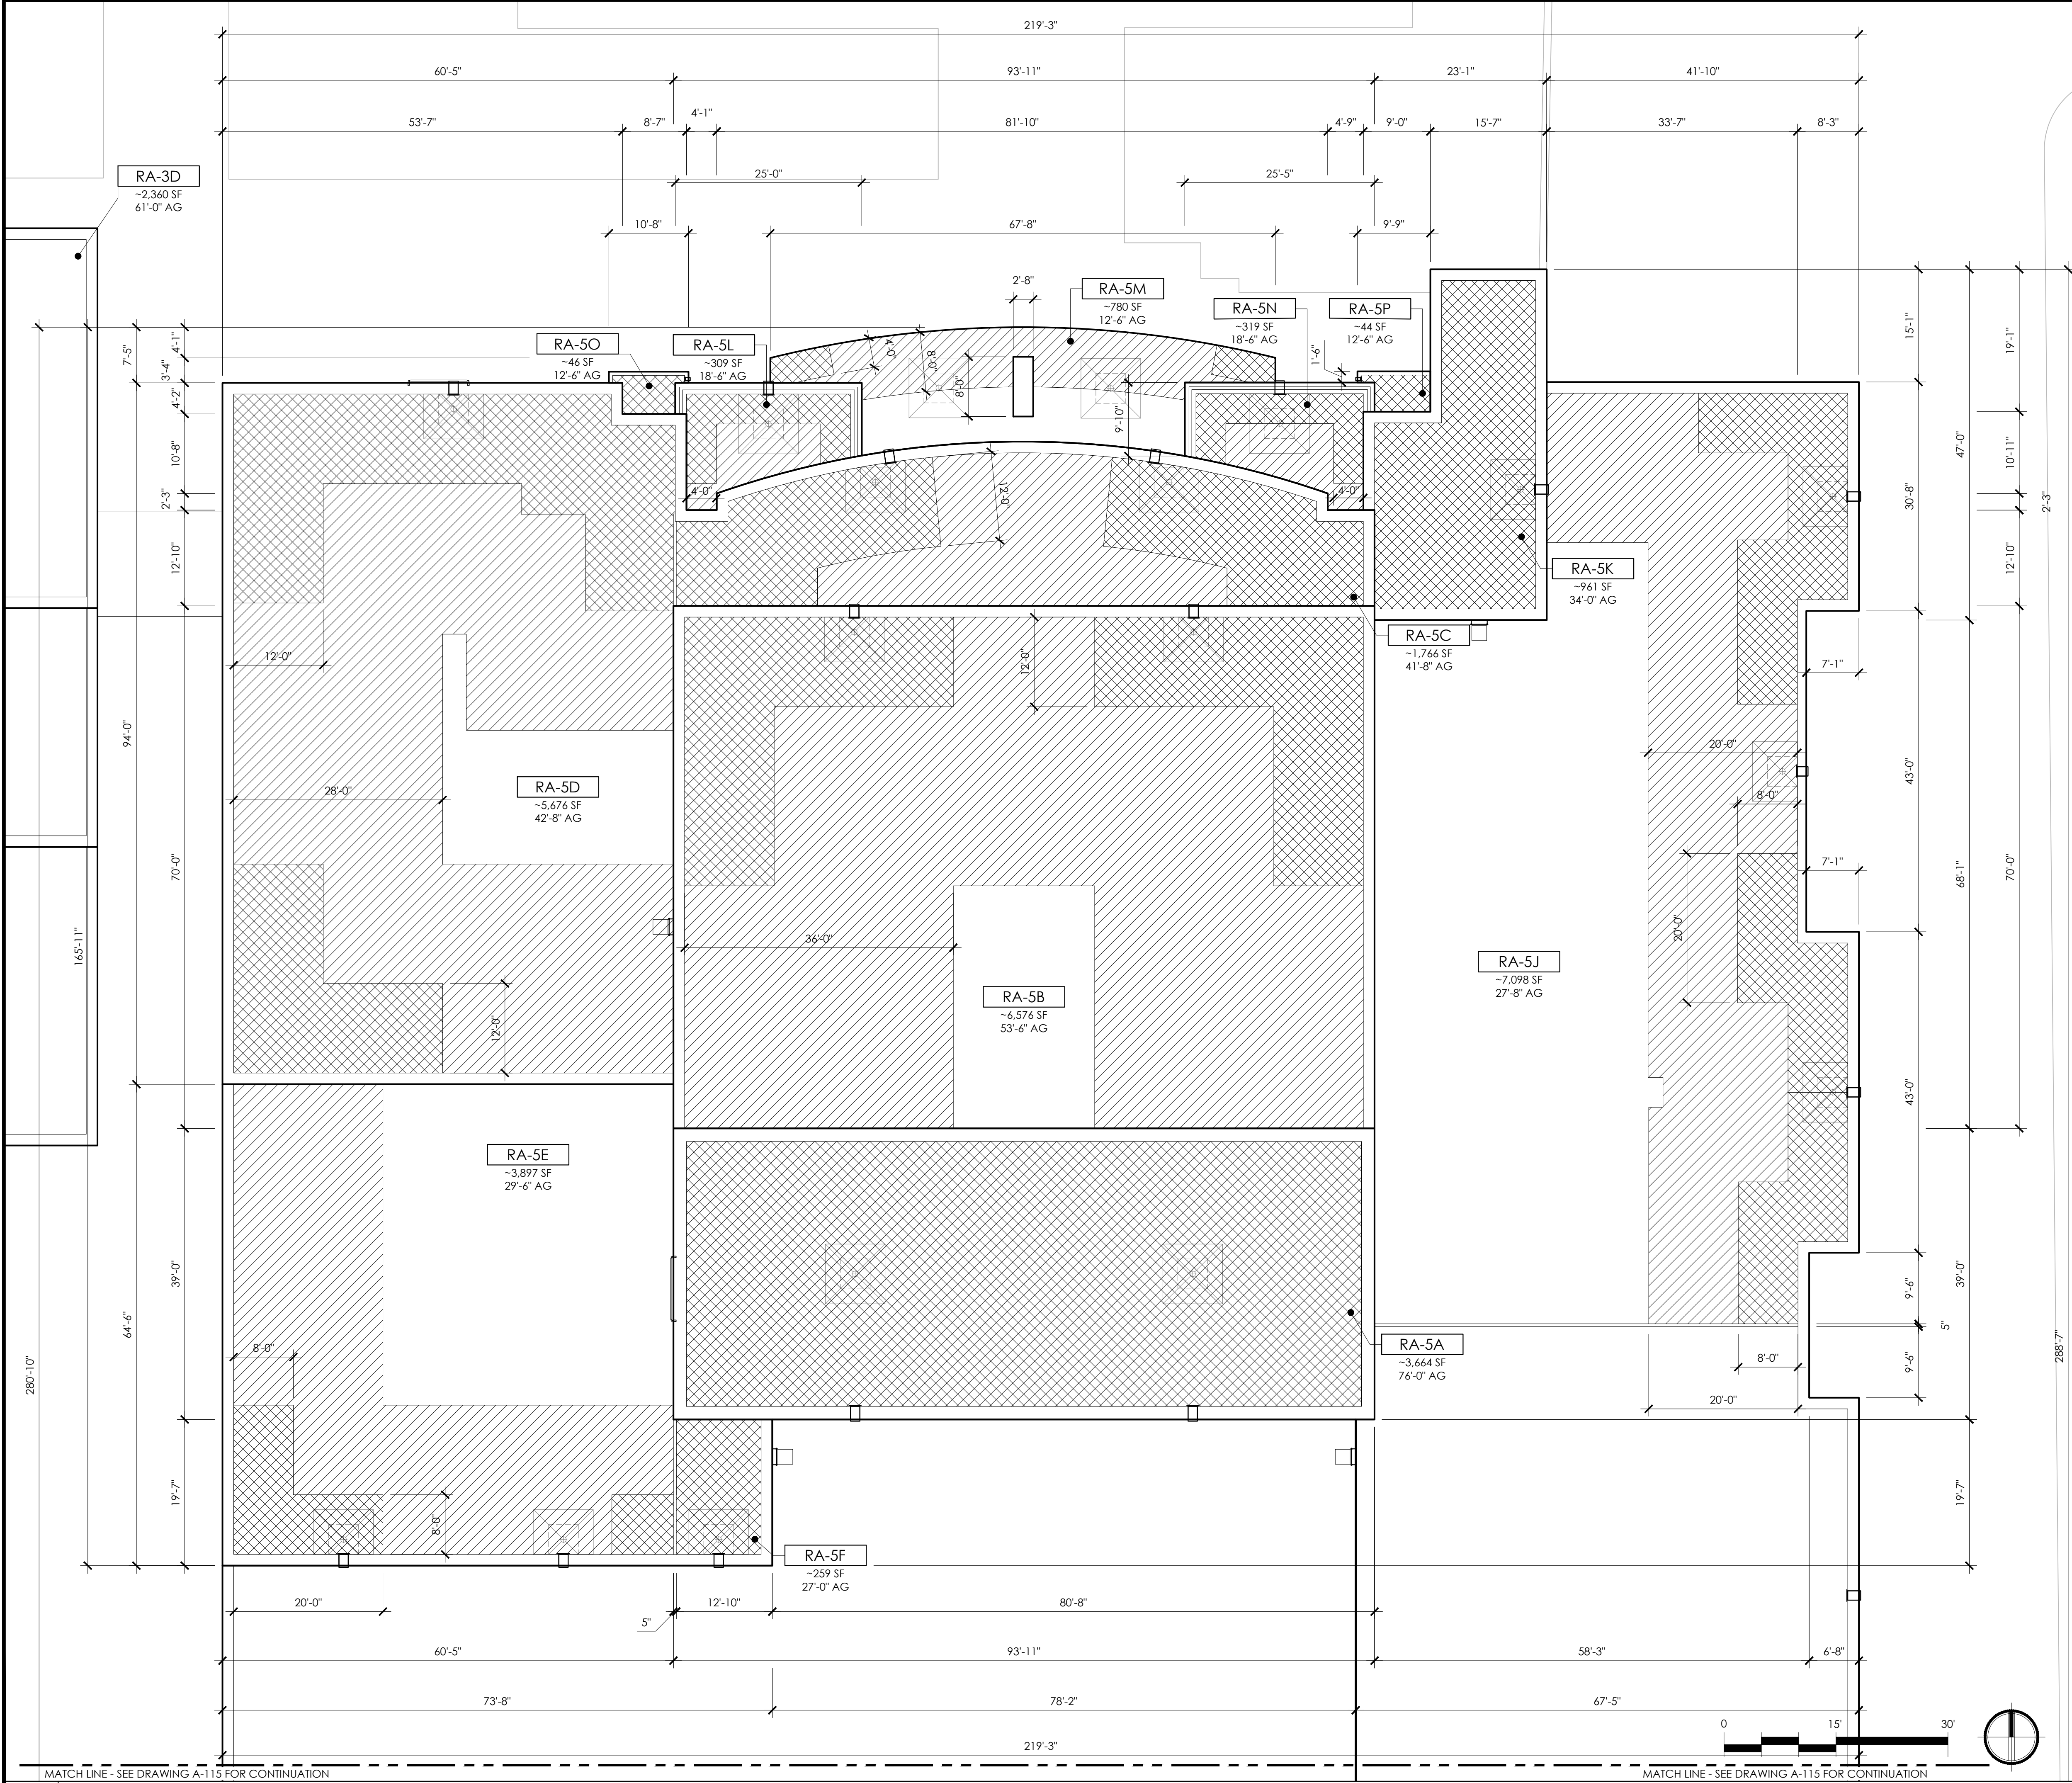 219'-3"
60'-5"
93'-11"
23'-1"
41'-10"
53'-7"
8'-7"
4'-1"
81'-10"
4'-9"
9'-0"
15'-7"
33'-7"
8'-3"
25'-0"
25'-5"
10'-8"
67'-8"
9'-9"
RA-3D
~2,360 SF
61'-0" AG
2'-8"
RA-5M
~780 SF
12'-6" AG
RA-5N
~319 SF
18'-6" AG
RA-5P
~44 SF
12'-6" AG
RA-5O
~46 SF
12'-6" AG
RA-5L
~309 SF
18'-6" AG
4'-0"
8'-0"
8'-0"
9'-10"
1'-6"
4'-0"
4'-0"
12'-0"
7'-5"
4'-1"
3'-4"
4'-2"
10'-8"
2'-3"
12'-10"
94'-0"
70'-0"
165'-11"
64'-6"
39'-0"
19'-7"
280'-10"
15'-1"
19'-1"
47'-0"
30'-8"
10'-11"
2'-3"
12'-10"
43'-0"
68'-1"
70'-0"
43'-0"
9'-6"
5"
9'-6"
39'-0"
19'-7"
288'-7"
RA-5K
~961 SF
34'-0" AG
RA-5C
~1,766 SF
41'-8" AG
12'-0"
12'-0"
7'-1"
20'-0"
8'-0"
7'-1"
20'-0"
28'-0"
RA-5D
~5,676 SF
42'-8" AG
12'-0"
36'-0"
RA-5B
~6,576 SF
53'-6" AG
RA-5J
~7,098 SF
27'-8" AG
RA-5E
~3,897 SF
29'-6" AG
8'-0"
8'-0"
RA-5A
~3,664 SF
76'-0" AG
8'-0"
20'-0"
RA-5F
~259 SF
27'-0" AG
20'-0"
5"
12'-10"
80'-8"
60'-5"
93'-11"
58'-3"
6'-8"
73'-8"
78'-2"
67'-5"
219'-3"
0 15' 30'
MATCH LINE - SEE DRAWING A-115 FOR CONTINUATION
MATCH LINE - SEE DRAWING A-115 FOR CONTINUATION